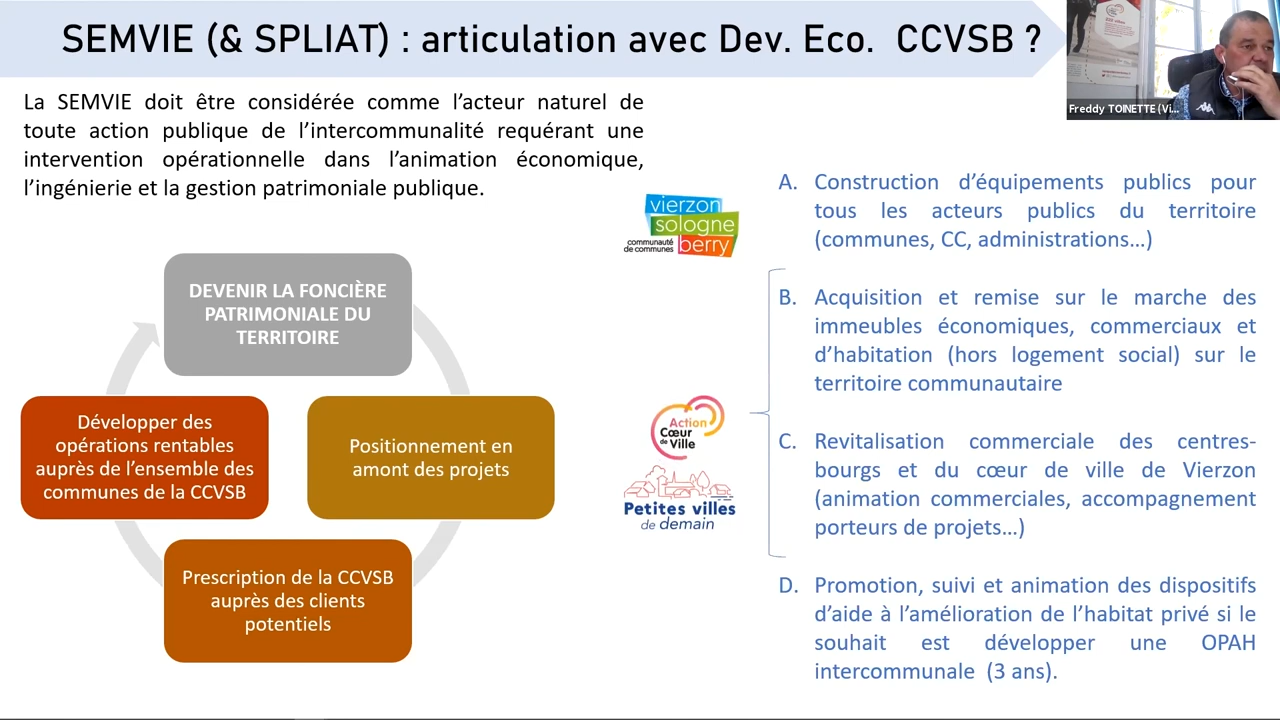 SEMVIE (& SPLIAT) : articulation avec Dev. Eco. CCVSB ?
Freddy TOINETTE (Vi...
La SEMVIE doit être considérée comme l'acteur naturel de
toute action publique de l'intercommunalité requérant une
intervention opérationnelle dans l'animation économique,
l'ingénierie et la gestion patrimoniale publique.
DEVENIR LA FONCIÈRE
PATRIMONIALE DU
TERRITOIRE
Développer des
opérations rentables
auprès de l'ensemble des
communes de la CCVSB
Positionnement en
amont des projets
Prescription de la CCVSB
auprès des clients
potentiels
vierzon
sologne
communauté
de communes
berry
Action
Cœur
de Ville
Petites villes
de demain
A. Construction d'équipements publics pour
tous les acteurs publics du territoire
(communes, CC, administrations…)
B. Acquisition et remise sur le marche des
immeubles économiques, commerciaux et
d'habitation (hors logement social) sur le
territoire communautaire
C. Revitalisation commerciale des centres-
bourgs et du cœur de ville de Vierzon
(animation commerciales, accompagnement
porteurs de projets…)
D. Promotion, suivi et animation des dispositifs
d'aide à l'amélioration de l'habitat privé si le
souhait est développer une OPAH
intercommunale (3 ans).